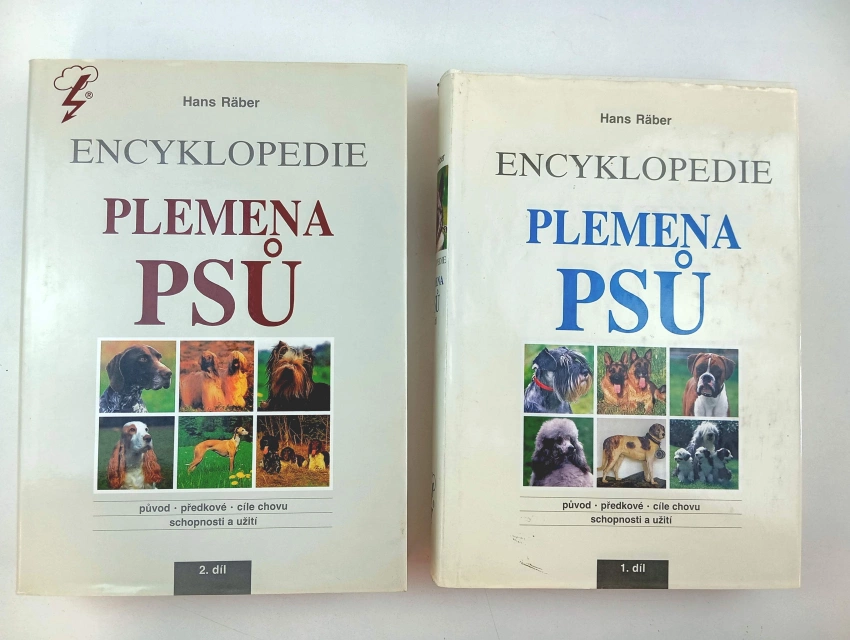 ®
Hans Räber
ENCYKLOPEDIE
PLEMENA
PSŮ
původ · předkové · cíle chovu
schopnosti a užití
2. díl
Hans Räber
ENCYKLOPEDIE
PLEMENA
PSŮ
původ · předkové · cíle chovu
schopnosti a užití
1. díl